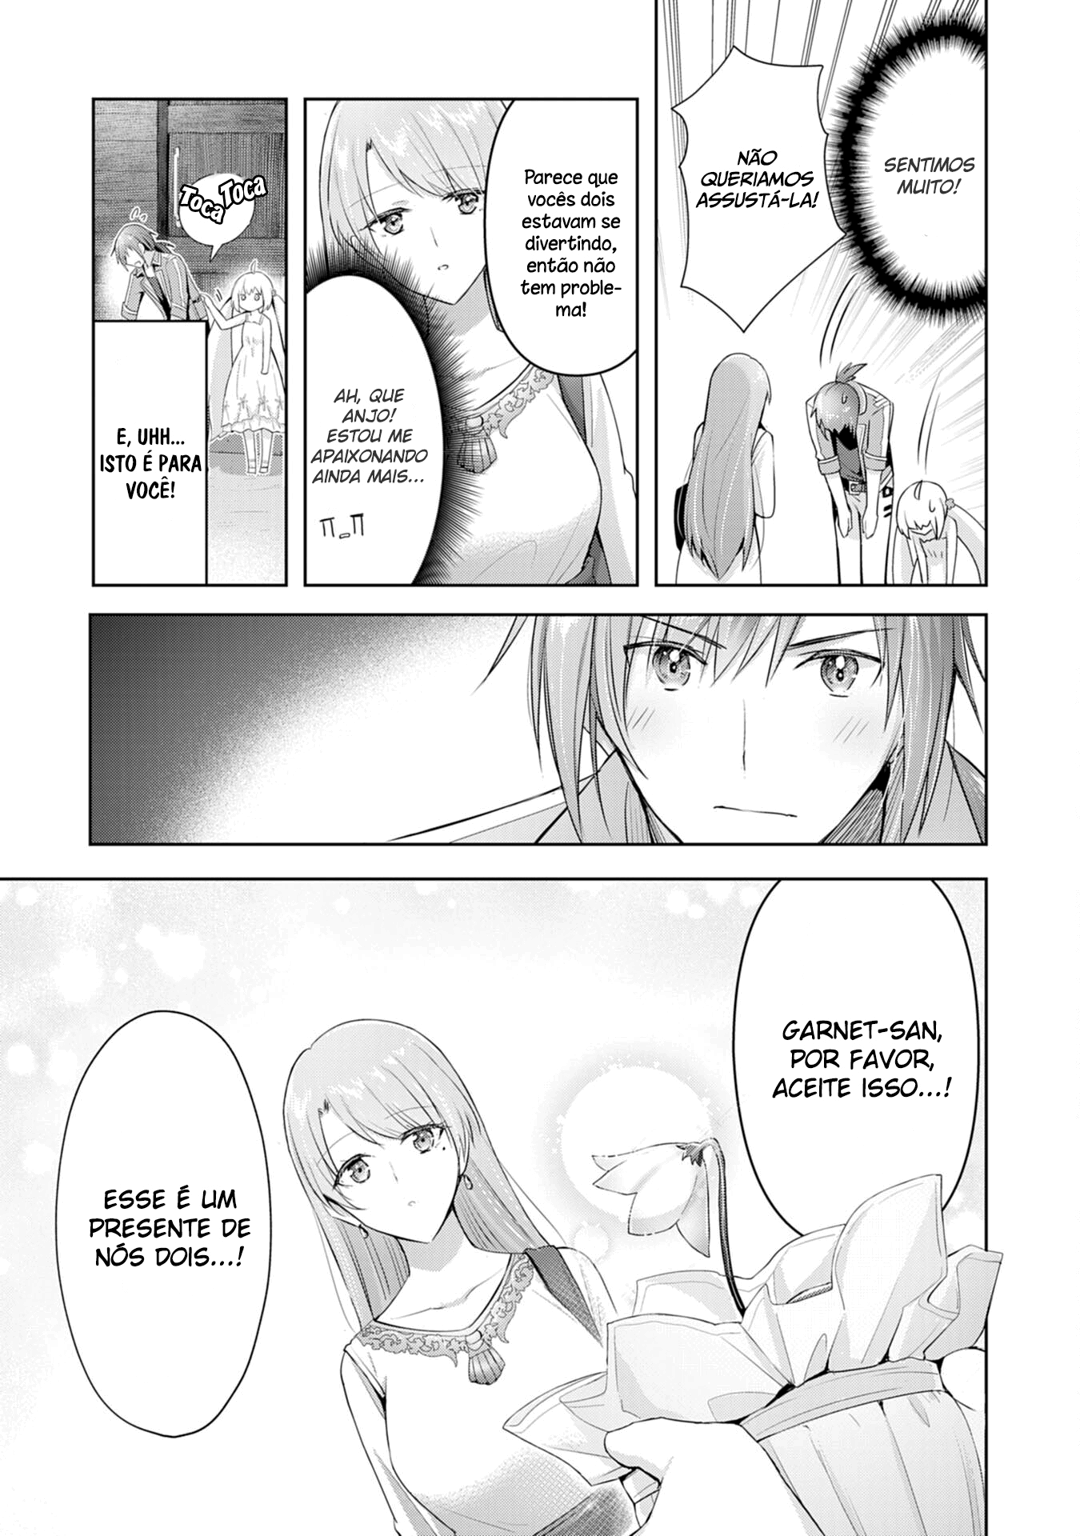 SENTIMOS
MUITO!
NÃO
QUERIAMOS
ASSUSTÁ-LA!
Parece que
vocês dois
estavam se
divertindo,
então não
tem proble-
ma!
AH, QUE
ANJO!
ESTOU ME
APAIXONANDO
AINDA MAIS...
Toca
Toca
E, UHH...
ISTO É PARA
VOCÊ!
GARNET-SAN,
POR FAVOR,
ACEITE ISSO...!
ESSE É UM
PRESENTE DE
NÓS DOIS...!